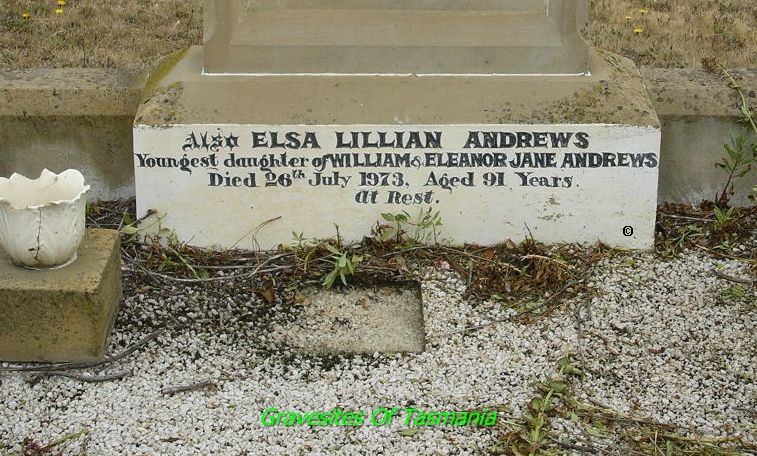 Also ELSA LILLIAN ANDREWS
Youngest daughter of WILLIAM & ELEANOR JANE ANDREWS
Died 26th July 1973, Aged 91 Years.
At Rest.
©
Gravesites Of Tasmania